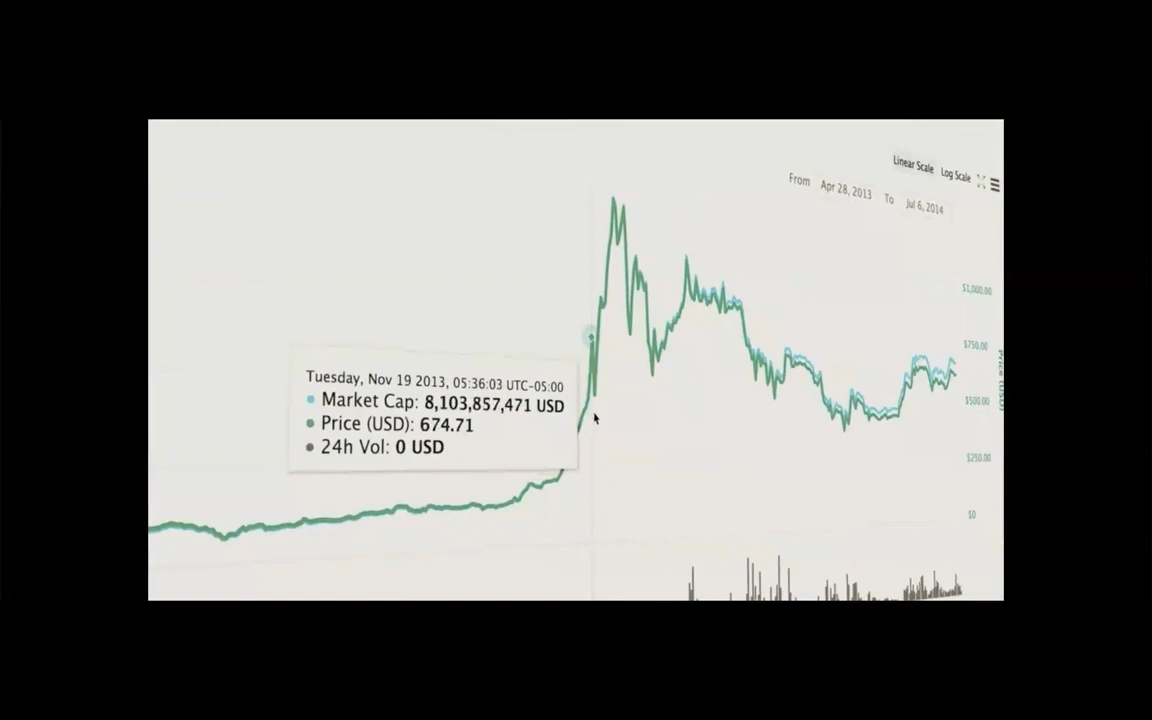 Linear Scale Log Scale
From Apr 28, 2013 To Jul 6, 2014
$1,000.00
$750.00
$500.00
$250.00
$0
Price (USD)
Tuesday, Nov 19 2013, 05:36:03 UTC-05:00
Market Cap: 8,103,857,471 USD
Price (USD): 674.71
24h Vol: 0 USD